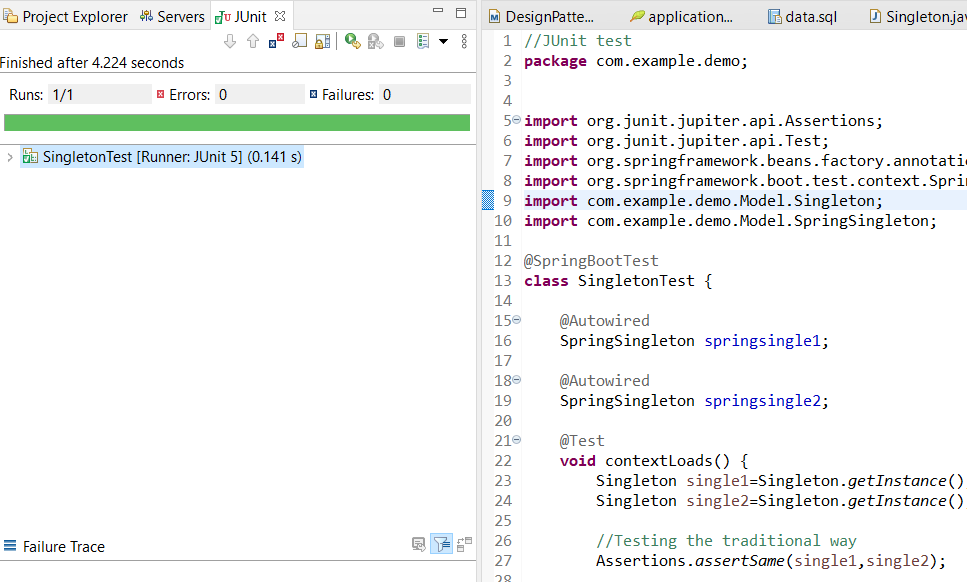 Project Explorer Servers JUnit
Finished after 4.224 seconds
Runs: 1/1 Errors: 0 Failures: 0
SingletonTest [Runner: JUnit 5] (0.141 s)
Failure Trace
DesignPatte... application... data.sql Singleton.jav
1 //JUnit test
2 package com.example.demo;
3
4
5 import org.junit.jupiter.api.Assertions;
6 import org.junit.jupiter.api.Test;
7 import org.springframework.beans.factory.annotatio
8 import org.springframework.boot.test.context.Sprin
9 import com.example.demo.Model.Singleton;
10 import com.example.demo.Model.SpringSingleton;
11
12 @SpringBootTest
13 class SingletonTest {
14
15 @Autowired
16 SpringSingleton springsingle1;
17
18 @Autowired
19 SpringSingleton springsingle2;
20
21 @Test
22 void contextLoads() {
23 Singleton single1=Singleton.getInstance()
24 Singleton single2=Singleton.getInstance()
25
26 //Testing the traditional way
27 Assertions.assertSame(single1,single2);
28